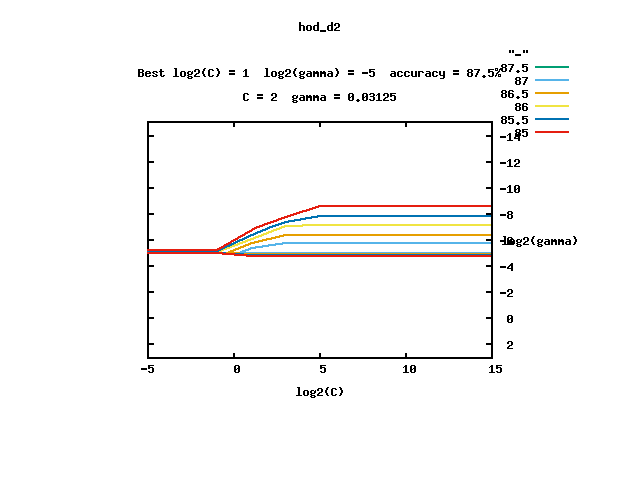 hod_d2
"_"
Best log2(C) = 1 log2(gamma) = -5 accuracy = 87.5%
87.5
87
C = 2 gamma = 0.03125
86.5
86
85.5
85
-14
-12
-10
-8
-6
log2(gamma)
-4
-2
0
2
-5 0 5 10 15
log2(C)